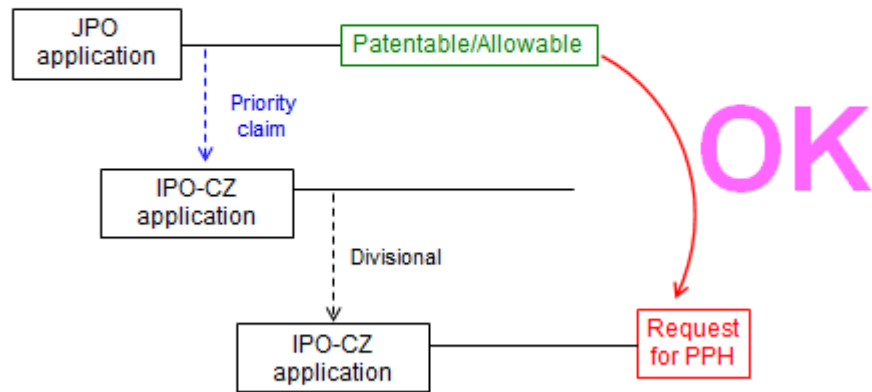 JPO
application
Patentable/Allowable
Priority
claim
OK
IPO-CZ
application
Divisional
IPO-CZ
application
Request
for PPH